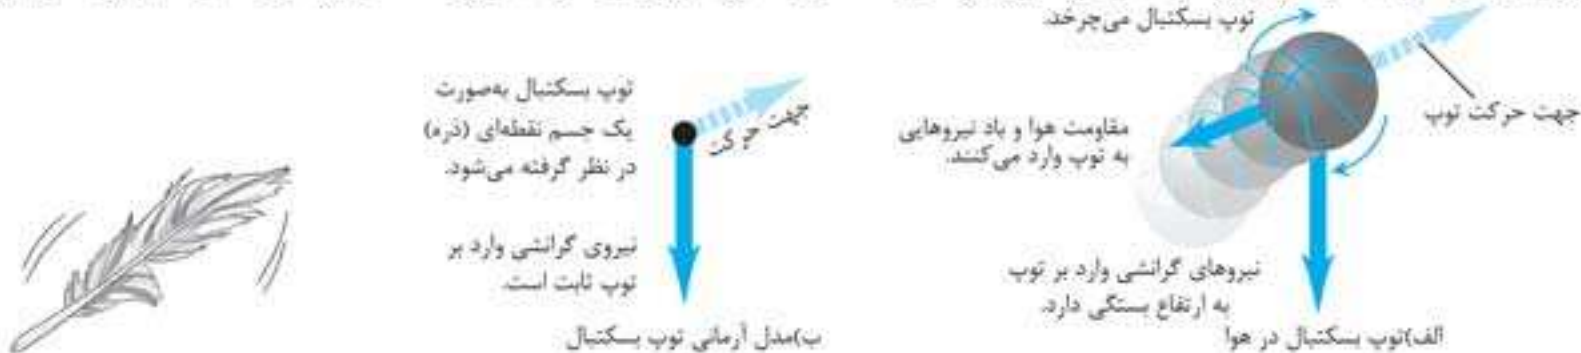 توپ بسکتبال می‌چرخد.
جهت حرکت توپ
مقاومت هوا و باد نیروهایی
به توپ وارد می‌کنند.
نیروهای گرانشی وارد بر توپ
به ارتفاع بستگی دارد.
الف)توپ بسکتبال در هوا
توپ بسکتبال به‌صورت
یک جسم نقطه‌ای (ذره)
در نظر گرفته می‌شود.
جهت حرکت
نیروی گرانشی وارد بر
توپ ثابت است.
ب)مدل آرمانی توپ بسکتبال